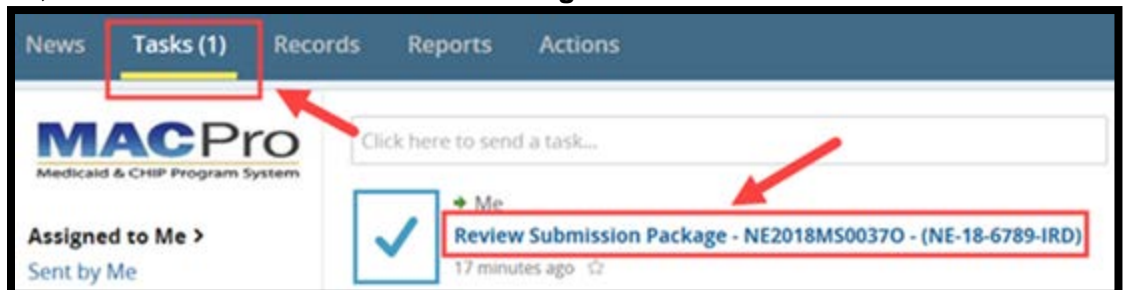 News Tasks (1) Records Reports Actions
MACPro
Medicaid & CHIP Program System
Click here to send a task...
Me
Assigned to Me >
Review Submission Package - NE2018MS0037O - (NE-18-6789-IRD)
Sent by Me
17 minutes ago